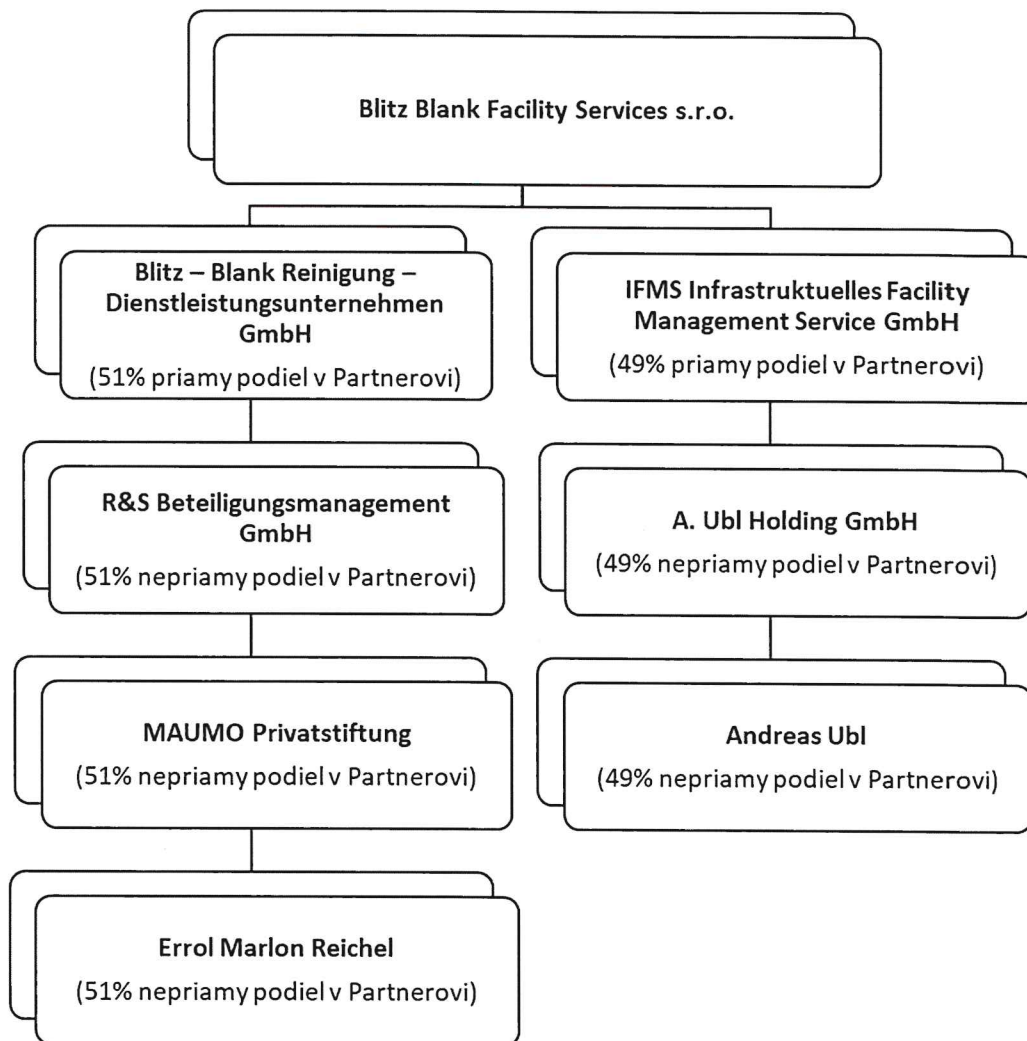 Blitz Blank Facility Services s.r.o.
Blitz – Blank Reinigung –
Dienstleistungsunternehmen
GmbH
(51% priamy podiel v Partnerovi)
IFMS Infrastruktuelles Facility
Management Service GmbH
(49% priamy podiel v Partnerovi)
R&S Beteiligungsmanagement
GmbH
(51% nepriamy podiel v Partnerovi)
A. Ubl Holding GmbH
(49% nepriamy podiel v Partnerovi)
MAUMO Privatstiftung
(51% nepriamy podiel v Partnerovi)
Andreas Ubl
(49% nepriamy podiel v Partnerovi)
Errol Marlon Reichel
(51% nepriamy podiel v Partnerovi)